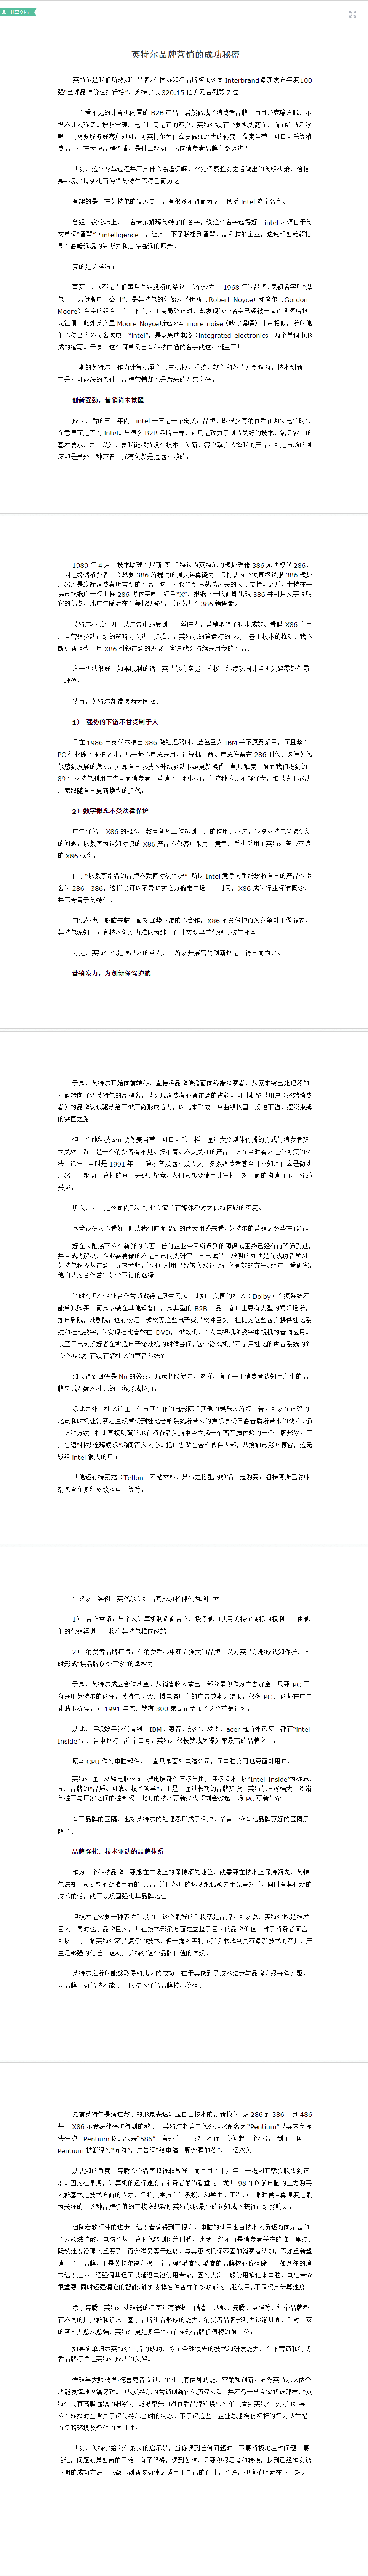 共享文档
英特尔品牌营销的成功秘密
英特尔是我们所熟知的品牌。在国际知名品牌咨询公司 Interbrand 最新发布年度 100
强“全球品牌价值排行榜”，英特尔以 320.15 亿美元名列第 7 位。
一个看不见的计算机内置的 B2B 产品，居然做成了消费者品牌，而且还家喻户晓，不
得不让人称奇。按照常理，电脑厂商是它的客户，英特尔没有必要抛头露面，面向消费者吆
喝，只需要服务好客户即可。可英特尔为什么要做如此大的转变，像麦当劳，可口可乐等消
费品一样在大搞品牌传播，是什么驱动了它向消费者品牌之路迈进？
其实，这个变革过程并不是什么高瞻远瞩、率先洞察趋势之后做出的英明决策，恰恰
是外界环境变化而使得英特尔不得已而为之。
有趣的是，在英特尔的发展史上，有很多不得而为之，包括 intel 这个名字。
曾经一次论坛上，一名专家解释英特尔的名字，说这个名字起得好，intel 来源于英
文单词“智慧”（intelligence），让人一下子联想到智慧、高科技的企业，这说明创始领袖
具有高瞻远瞩的判断力和志存高远的愿景。
真的是这样吗？
事实上，这都是人们事后总结臆断的结论。这个成立于 1968 年的品牌，最初名字叫“摩
尔——诺伊斯电子公司”，是英特尔的创始人诺伊斯（Robert Noyce）和摩尔（Gordon
Moore）名字的组合。但当他们去工商局登记时，却发现这个名字已经被一家连锁酒店抢
先注册，此外英文里 Moore Noyce 听起来与 more noise（吵吵嚷嚷）非常相似，所以他
们不得已将公司名改成了“intel”，是从集成电路（integrated electronics）两个单词中形
成的缩写。于是，这个简单又富有科技内涵的名字就这样诞生了！
早期的英特尔，作为计算机零件（主机板，系统、软件和芯片）制造商，技术创新一
直是不可或缺的条件，品牌营销却也是后来的无奈之举。
创新强劲，营销尚未觉醒
成立之后的三十年内，intel 一直是一个弱关注品牌，即很少有消费者在购买电脑时会
在意里面是否有 intel。与很多 B2B 品牌一样，它只是致力于创造最好的技术，满足客户的
基本要求，并且以为只要我能够持续在技术上创新，客户就会选择我的产品。可是市场的回
应却是另外一种声音，光有创新是远远不够的。
1989 年 4 月，技术助理丹尼斯·李·卡特认为英特尔的微处理器 386 无法取代 286，
主因是终端消费者不会想要 386 所提供的强大运算能力。卡特认为必须直接说服 386 微处
理器才是终端消费者所需要的产品，这一提议得到总裁葛洛夫的大力支持。之后，卡特在丹
佛市报纸广告登上将 286 黑体字画上红色“X”，报纸下一版面即出现 386 并引用文字说明
它的优点，此广告随后在全美报纸登出，并带动了 386 销售量。
英特尔小试牛刀，从广告中感受到了一丝曙光，营销取得了初步成效。看似 X86 利用
广告营销拉动市场的策略可以进一步推进。英特尔的算盘打的很好，基于技术的推动，我不
断更新换代，用 X86 引领市场的发展，客户就会持续采用我的产品。
这一想法很好，如果顺利的话，英特尔将掌握主控权，继续巩固计算机关键零部件霸
主地位。
然而，英特尔却遭遇两大困惑。
1） 强势的下游不甘受制于人
早在 1986 年英代尔推出 386 微处理器时，蓝色巨人 IBM 并不愿意采用，而且整个
PC 行业除了康柏之外，几乎都不愿意采用，计算机厂商更愿意停留在 286 时代。这使英代
尔感到发展的危机。光靠自己以技术升级驱动下游更新换代，颇具难度。前面我们提到的
89 年英特尔利用广告直面消费者，营造了一种拉力，但这种拉力不够强大，难以真正驱动
厂家跟随自己更新换代的步伐。
2）数字概念不受法律保护
广告强化了 X86 的概念，教育普及工作起到一定的作用。不过，很快英特尔又遇到新
的问题，以数字为认知标识的 X86 产品不仅客户采用，竞争对手也采用了英特尔苦心营造
的 X86 概念。
由于“以数字命名的品牌不受商标法保护”，所以 Intel 竞争对手纷纷将自己的产品也命
名为 286、386，这样就可以不费吹灰之力偷走市场。一时间，X86 成为行业标准概念，
并不专属于英特尔。
内优外患一股脑来临，面对强势下游的不合作，X86 不受保护而为竞争对手做嫁衣，
英特尔深知，光有技术创新力难以为继，企业需要寻求营销突破与变革。
可见，英特尔也是逼出来的圣人，之所以开展营销创新也是不得已而为之。
营销发力，为创新保驾护航
于是，英特尔开始向前转移，直接将品牌传播面向终端消费者，从原来突出处理器的
号码转向强调英特尔的品牌名，以实现消费者心智市场的占领，同时期望以用户（终端消费
者）的品牌认识驱动给下游厂商形成拉力，以此来形成一条曲线救国，反控下游，摆脱束缚
的突围之路。
但一个纯科技公司要像麦当劳，可口可乐一样，通过大众媒体传播的方式与消费者建
立关联，况且是一个消费者看不见、摸不着、不太关注的产品，这在当时看来是个可笑的想
法。记住，当时是 1991 年，计算机普及远不及今天，多数消费者甚至并不知道什么是微处
理器——驱动计算机的真正关键。毕竟，人们只想要使用计算机，对里面的构造并不十分感
兴趣。
所以，无论是公司内部、行业专家还有媒体都对之保持怀疑的态度。
尽管很多人不看好，但从我们前面提到的两大困惑来看，英特尔的营销之路势在必行。
好在太阳底下没有新鲜的东西，任何企业今天所遇到的障碍或困惑已经有前辈遇到过，
并且成功解决，企业需要做的不是自己闷头研究、自己试错，聪明的办法是向成功者学习。
英特尔积极从市场中寻求老师，学习并利用已经被实践证明行之有效的方法，经过一番研究，
他们认为合作营销是个不错的选择。
当时有几个企业合作营销做得是风生云起，比如，美国的杜比（Dolby）音频系统不
能单独购买，而是安装在其他设备内，是典型的 B2B 产品。客户主要有大型的娱乐场所，
如电影院，戏剧院，也有索尼、微软等这些电子或是软件巨头。杜比为这些客户提供杜比系
统和杜比数字，以实现杜比音效在 DVD、游戏机、个人电视机和数字电视机的音响应用。
以至于电玩爱好者在挑选电子游戏机的时候会问，这个游戏机是不是用杜比的声音系统的？
这个游戏机有没有装杜比的声音系统？
如果得到回答是 No 的答案，玩家扭脸就走，这样，有了基于消费者认知而产生的品
牌忠诚无疑对杜比的下游形成拉力。
除此之外，杜比还通过在与其合作的电影院等其他的娱乐场所做广告。可以在正确的
地点和时机让消费者直观感受到杜比音响系统所带来的声乐享受及高音质所带来的快乐。通
过这种方法，杜比直接明确的地在消费者头脑中竖立起一个高音质体验的一个品牌形象。其
广告语“科技诠释娱乐”瞬间深入人心。把广告做在合作伙伴内部，从接触点影响顾客，这无
疑给 intel 很大的启示。
其他还有特氟龙（Teflon）不粘材料，是与之搭配的煎锅一起购买；纽特阿斯巴甜味
剂包含在多种软饮料中，等等。
借鉴以上案例，英代尔总结出其成功将仰仗两项因素。
1） 合作营销。与个人计算机制造商合作，授予他们使用英特尔商标的权利，借由他
们的营销渠道，直接将英特尔推向终端；
2） 消费者品牌打造。在消费者心中建立强大的品牌，以对英特尔形成认知保护，同
时形成“挟品牌以令厂家”的掌控力。
于是，英特尔成立合作基金，从销售收入拿出一部分累积作为广告资金。只要 PC 厂
商采用英特尔的商标，英特尔将会分摊电脑厂商的广告成本。结果，很多 PC 厂商都在广告
补贴下折腰。光 1991 年底，就有 300 家公司参加了这个营销计划。
从此，连续数年我们看到，IBM、惠普、戴尔、联想、acer 电脑外包装上都有“intel
Inside”，广告中也打出这个口号。英特尔很快就成为曝光率最高的品牌之一。
原本 CPU 作为电脑部件，一直只是面对电脑公司，而电脑公司也要面对用户。
英特尔通过联盟电脑公司，把电脑部件直接与用户连接起来，以“Intel Inside”为标志，
显示品牌的“品质、可靠、技术领导”。于是，通过长期的品牌建设，英特尔日渐强大，逐渐
掌控了与厂家之间的控制权，此时的技术更新换代顷刻会掀起一场 PC 更新革命。
有了品牌的区隔，也对英特尔的处理器形成了保护。毕竟，没有比品牌更好的区隔屏
障了。
品牌强化，技术驱动的品牌体系
作为一个科技品牌，要想在市场上的保持领先地位，就需要在技术上保持领先，英特
尔深知，只要能不断推出新的芯片，并且芯片的速度永远领先于竞争对手，同时有其他新的
技术的话，就可以巩固强化其品牌地位。
但技术是需要一种表达手段的，这个最好的手段就是品牌。可以说，英特尔既是技术
巨人，同时也是品牌巨人，其在技术形象方面建立起了巨大的品牌价值。对于消费者而言，
可以不用了解英特尔芯片复杂的技术，但一提到英特尔就会联想到具有最新技术的芯片，产
生足够强的信任，这就是英特尔这个品牌价值的体现。
英特尔之所以能够取得如此大的成功，在于其做到了技术进步与品牌升级并驾齐驱，
以品牌生动化技术能力，以技术强化品牌核心价值。
先前英特尔是通过数字的形象表达彰显自己技术的更新换代，从 286 到 386 再到 486。
基于 X86 不受法律保护得到的教训，英特尔将第二代处理器命名为“Pentium”以寻求商标
法保护。Pentium 以此代表“586”，言外之一，数字不行，我就起一个小名，到了中国
Pentium 被翻译为“奔腾”，广告词“给电脑一颗奔腾的芯”，一语双关。
从认知的角度，奔腾这个名字起得非常好，而且用了十几年，一提到它就会联想到速
度。因为在早期，计算机的运行速度是消费者最为看重的。尤其 98 年以前电脑的主力购买
人群基本是技术方面的人才，包括大学方面的教授，和学生、工程师，那时候运算速度是最
为关注的。这种品牌价值的直接联想帮助英特尔以最小的认知成本获得市场影响力。
但随着软硬件的进步，速度普遍得到了提升，电脑的使用也由技术人员逐渐向家庭和
个人领域扩散，电脑也从计算时代转到网络时代，速度已经不再是消费者关注的唯一焦点。
既然速度没那么重要了，而奔腾又等于速度，与其更改根深蒂固的消费者认知，不如重新塑
造一个子品牌，于是英特尔决定换一个品牌“酷睿”。酷睿的品牌核心价值除了一如既往的追
求速度之外，还强调其还可以延迟电池使用寿命，因为大家一般使用笔记本电脑，电池寿命
很重要，同时还强调它的智能，能够支撑各种各样的多功能的电脑使用，不仅仅是计算速度。
除了奔腾，英特尔处理器的名字还有赛扬、酷睿、迅驰、安腾、至强等，每个品牌都
有不同的用户群和诉求。基于品牌组合形成的能力，消费者品牌影响力逐渐巩固，针对厂家
的掌控力愈来愈强，英特尔更是多年保持在全球品牌价值榜的前十位。
如果简单归纳英特尔品牌的成功，除了全球领先的技术和研发能力，合作营销和消费
者品牌打造是英特尔成功的关键。
管理学大师彼得·德鲁克曾说过，企业只有两种功能，营销和创新。显然英特尔这两个
功能发挥地淋漓尽致。但从英特尔的营销创新衍化历程来看，并不像一些专家解读那样，“英
特尔具有高瞻远瞩的洞察力，能够率先向消费者品牌转换”。他们只看到英特尔今天的结果，
没有转换时空背景了解英特尔当时的状态。不了解这些，企业总想模仿标杆的行为或举措，
而忽略环境及条件的适用性。
其实，英特尔给我们最大的启示是，当你遇到任何问题时，不要消极地应对问题，要
铭记，问题就是创新的开始。有了障碍，遇到苦难，只要积极思考和转换，找到已经被实践
证明的成功方法，以微小创新改动使之适用于自己的企业，也许，柳暗花明就在下一站。